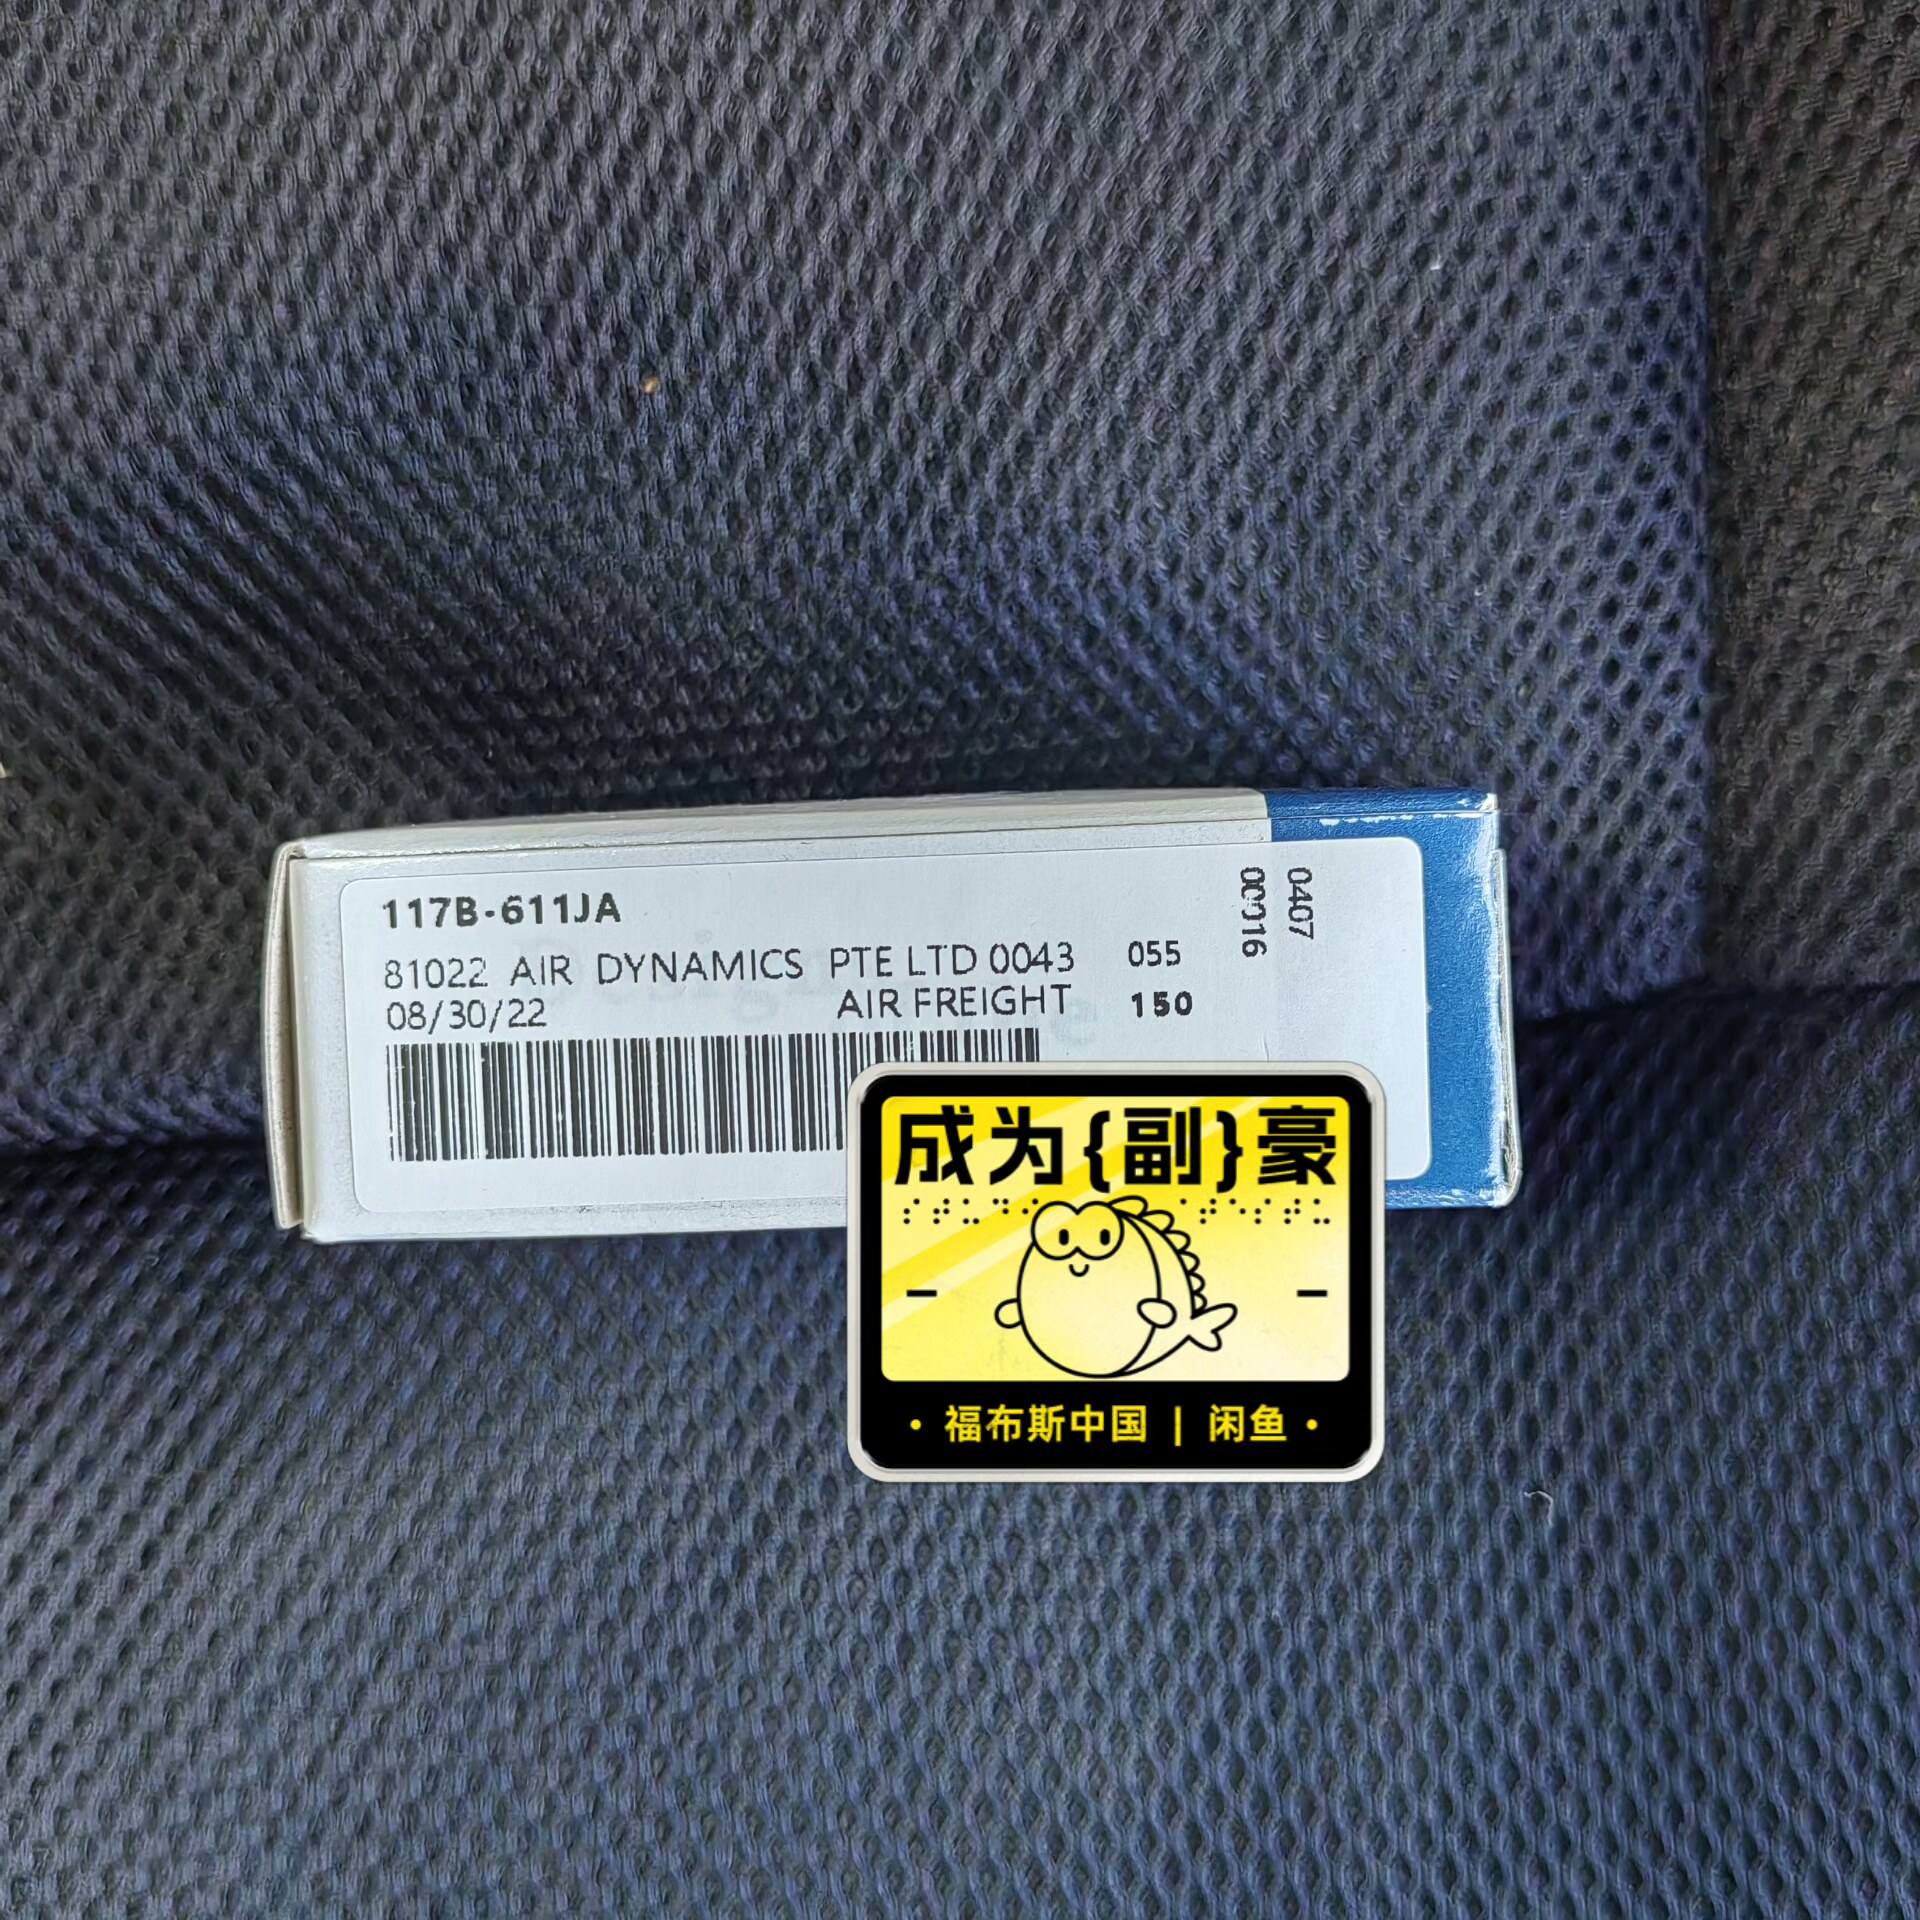 117B-611JA
81022 AIR DYNAMICS PTE LTD 0043 055
08/30/22 AIR FREIGHT 150
0407
00016
成为{副}豪
福布斯中国 | 闲鱼